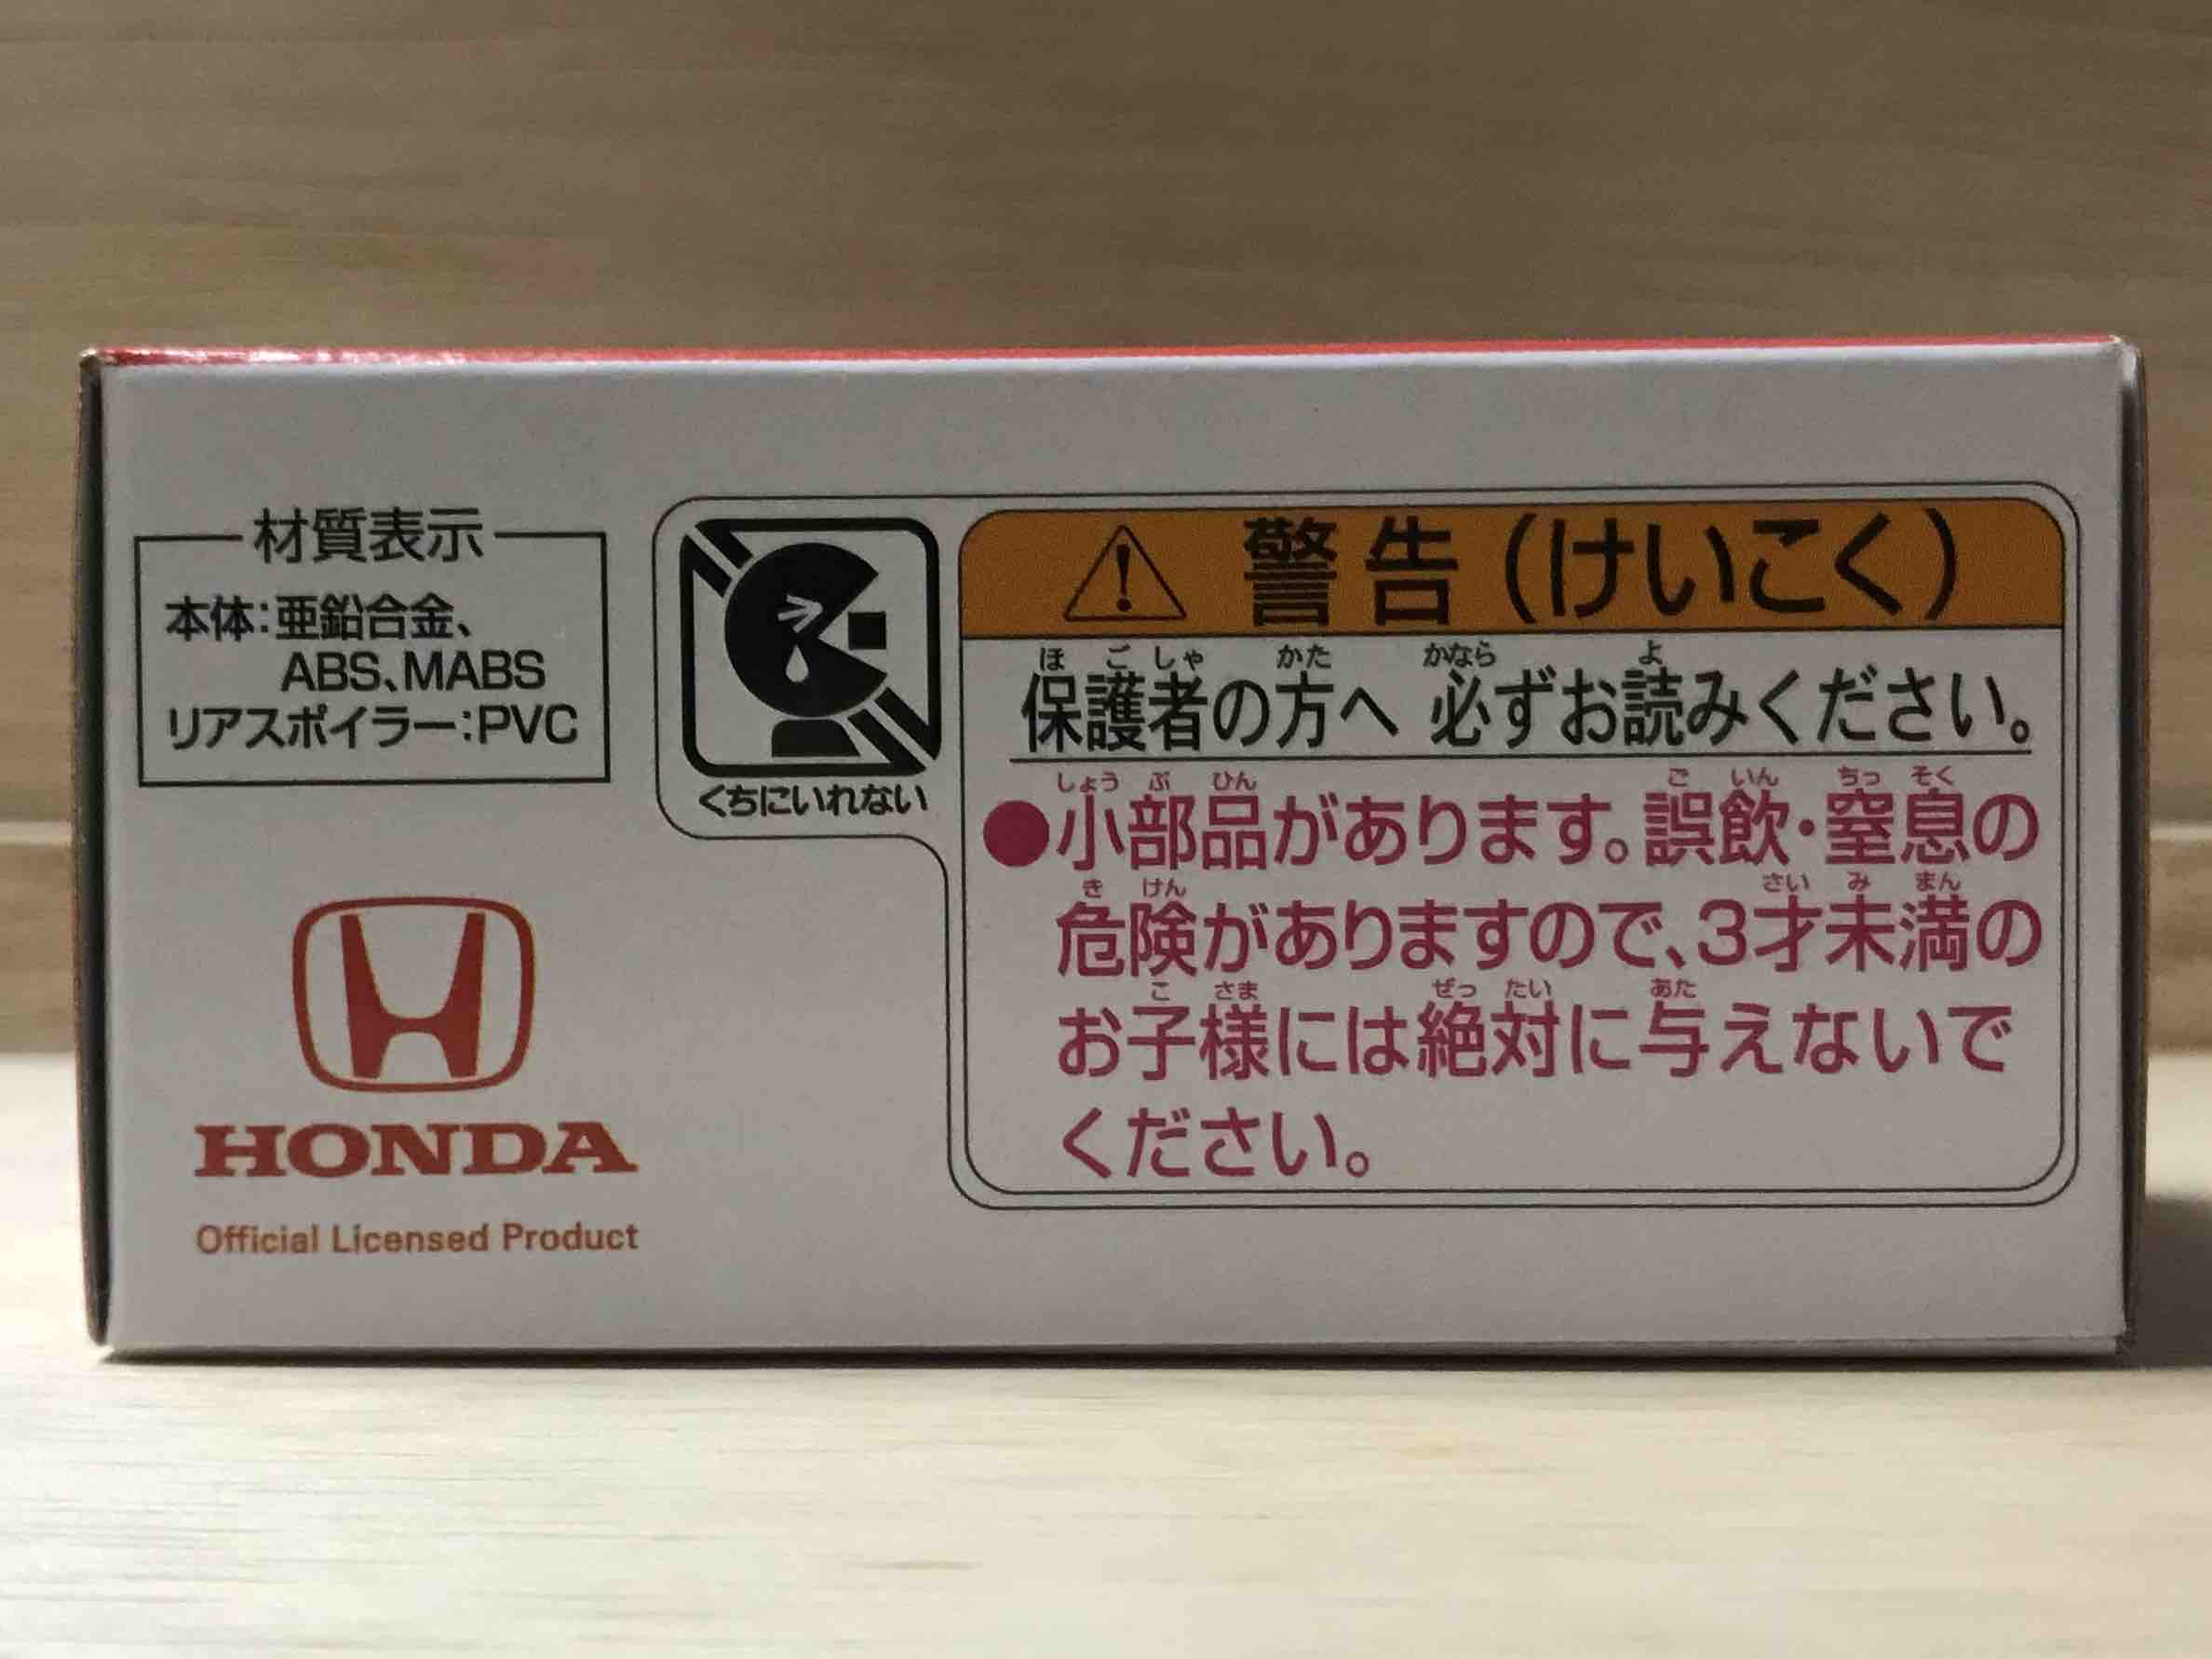 材質表示
本体:亜鉛合金、
ABS、MABS
リアスポイラー:PVC
くちにいれない
HONDA
Official Licensed Product
警告(けいこく)
ほごしゃ かた かなら よ
保護者の方へ 必ずお読みください。
しょう ぶ ひん ご いん ちっ そく
●小部品があります。誤飲・窒息の
き けん さい み まん
危険がありますので、3才未満の
こ さま ぜっ たい あた
お子様には絶対に与えないで
ください。